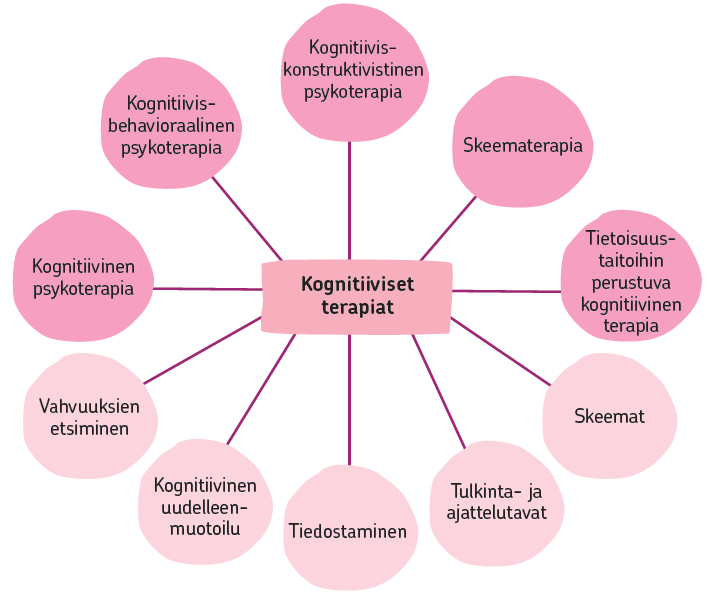 Kognitiivis-
konstruktivistinen
psykoterapia
Kognitiivis-
behavioraalinen
psykoterapia
Skeematerapia
Kognitiivinen
psykoterapia
Kognitiiviset
terapiat
Tietoisuus-
taitoihin
perustuva
kognitiivinen
terapia
Vahvuuksien
etsiminen
Skeemat
Kognitiivinen
uudelleen-
muotoilu
Tiedostaminen
Tulkinta- ja
ajattelutavat